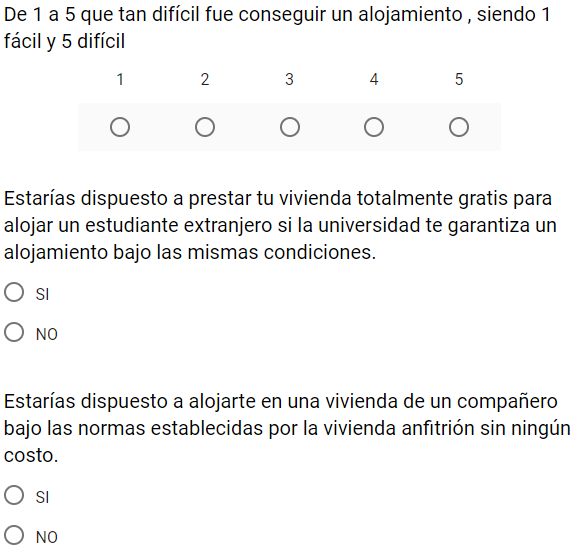 De 1 a 5 que tan difícil fue conseguir un alojamiento , siendo 1
fácil y 5 difícil
1 2 3 4 5
Estarías dispuesto a prestar tu vivienda totalmente gratis para
alojar un estudiante extranjero si la universidad te garantiza un
alojamiento bajo las mismas condiciones.
SI
NO
Estarías dispuesto a alojarte en una vivienda de un compañero
bajo las normas establecidas por la vivienda anfitrión sin ningún
costo.
SI
NO